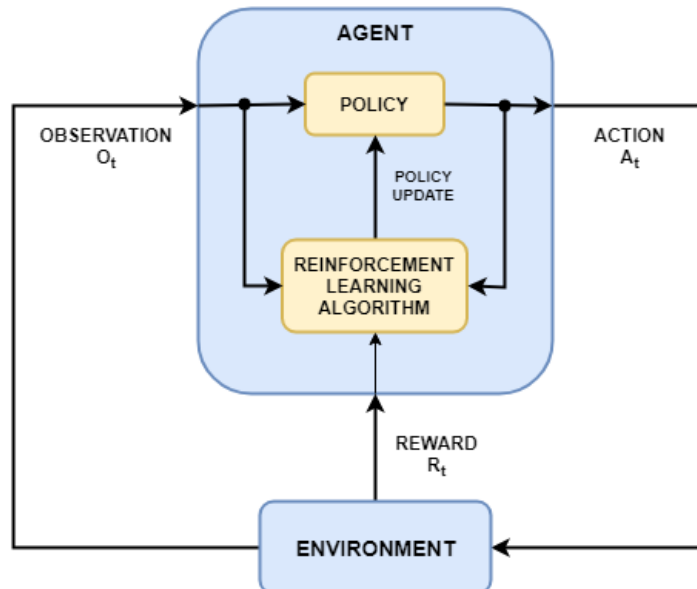 AGENT
POLICY
OBSERVATION
Ot
ACTION
At
POLICY
UPDATE
REINFORCEMENT
LEARNING
ALGORITHM
REWARD
Rt
ENVIRONMENT